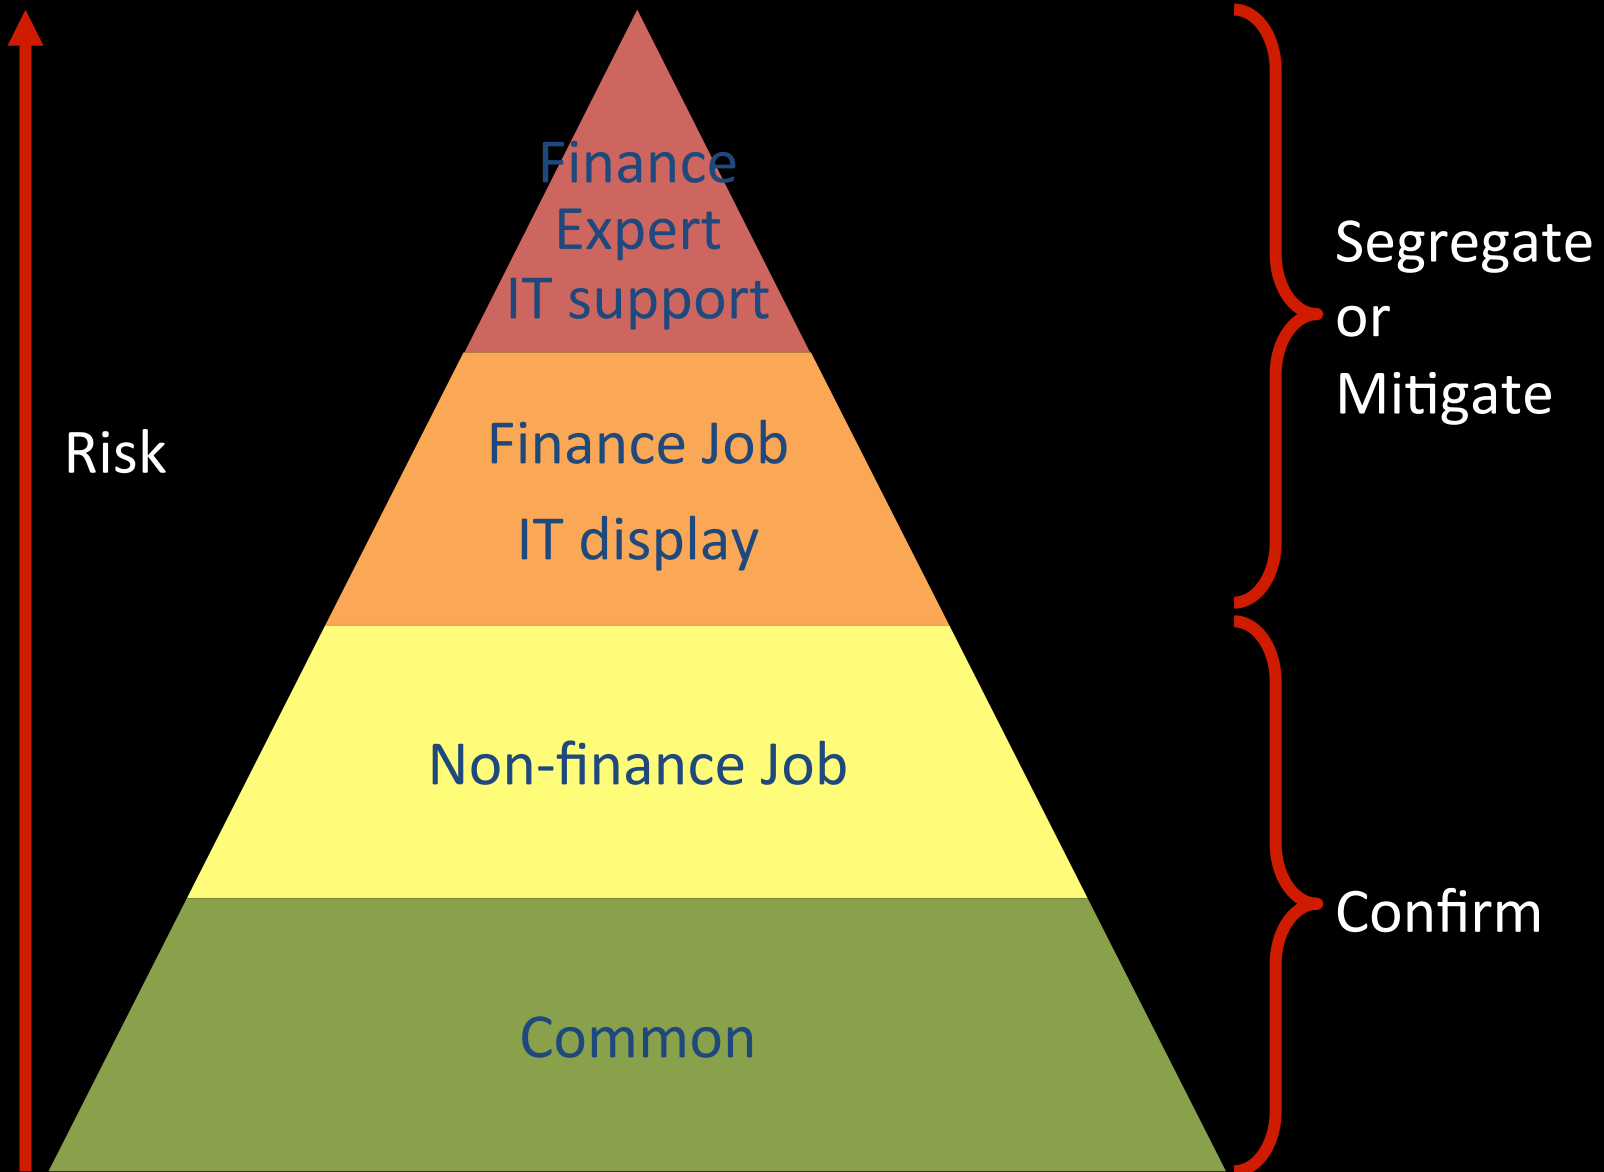 Risk
Finance
Expert
IT support
Finance Job
IT display
Non-finance Job
Common
Segregate
or
Mitigate
Confirm